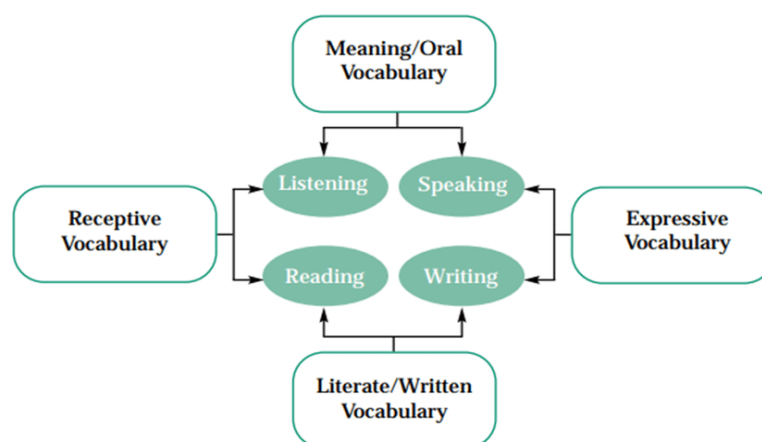 Meaning/Oral
Vocabulary
Listening
Speaking
Receptive
Vocabulary
Expressive
Vocabulary
Reading
Writing
Literate/Written
Vocabulary